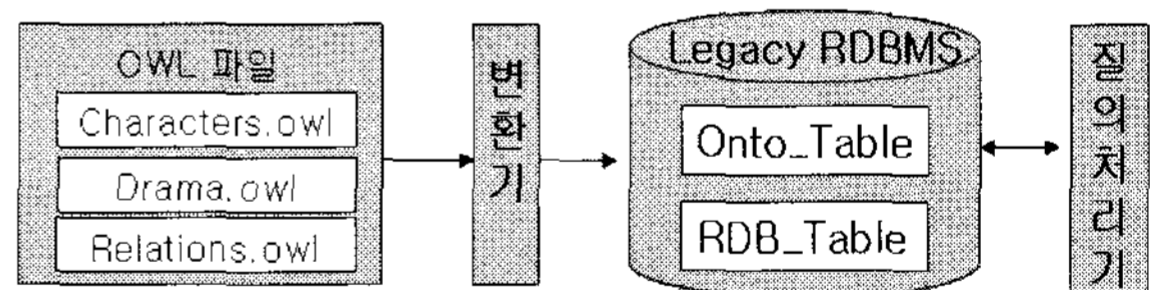 OWL 파일
Characters.owl
Drama.owl
Relations.owl
변환기
Legacy RDBMS
Onto_Table
RDB_Table
질의처리기